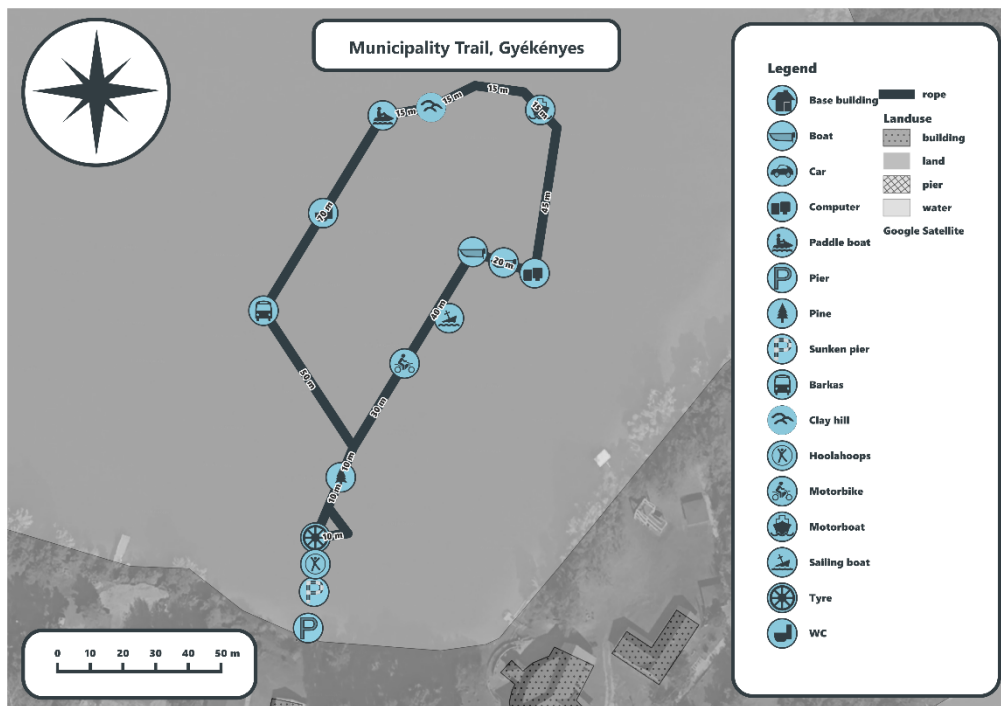 Municipality Trail, Gyékényes
15 m
15 m
15 m
15 m
70 m
45 m
20 m
40 m
50 m
30 m
10 m
10 m
10 m
0 10 20 30 40 50 m
Legend
Base building
Boat
Car
Computer
Paddle boat
P
Pier
Pine
Sunken pier
Barkas
Clay hill
Hoolahoops
Motorbike
Motorboat
Sailing boat
Tyre
WC
rope
Landuse
building
land
pier
water
Google Satellite
P